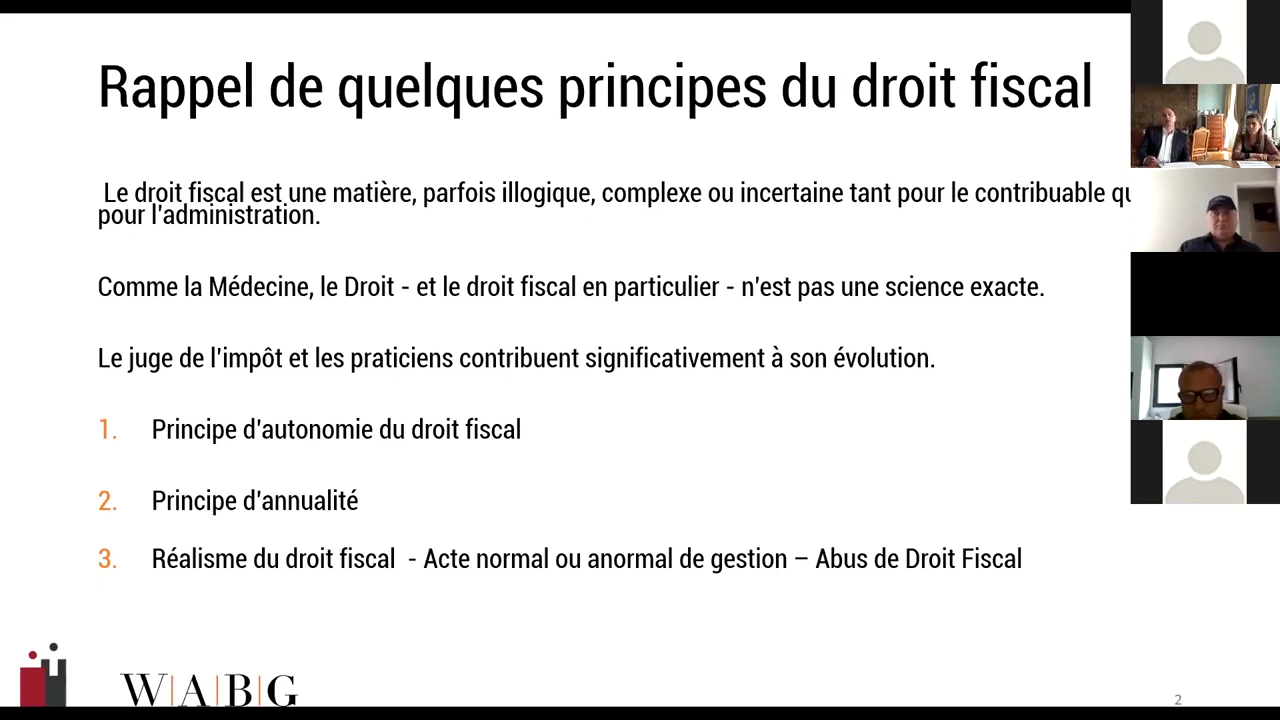 Rappel de quelques principes du droit fiscal
Le droit fiscal est une matière, parfois illogique, complexe ou incertaine tant pour le contribuable
pour l'administration.
Comme la Médecine, le Droit - et le droit fiscal en particulier - n'est pas une science exacte.
Le juge de l'impôt et les praticiens contribuent significativement à son évolution.
1. Principe d'autonomie du droit fiscal
2. Principe d'annualité
3. Réalisme du droit fiscal - Acte normal ou anormal de gestion – Abus de Droit Fiscal
W|A|B|G
2